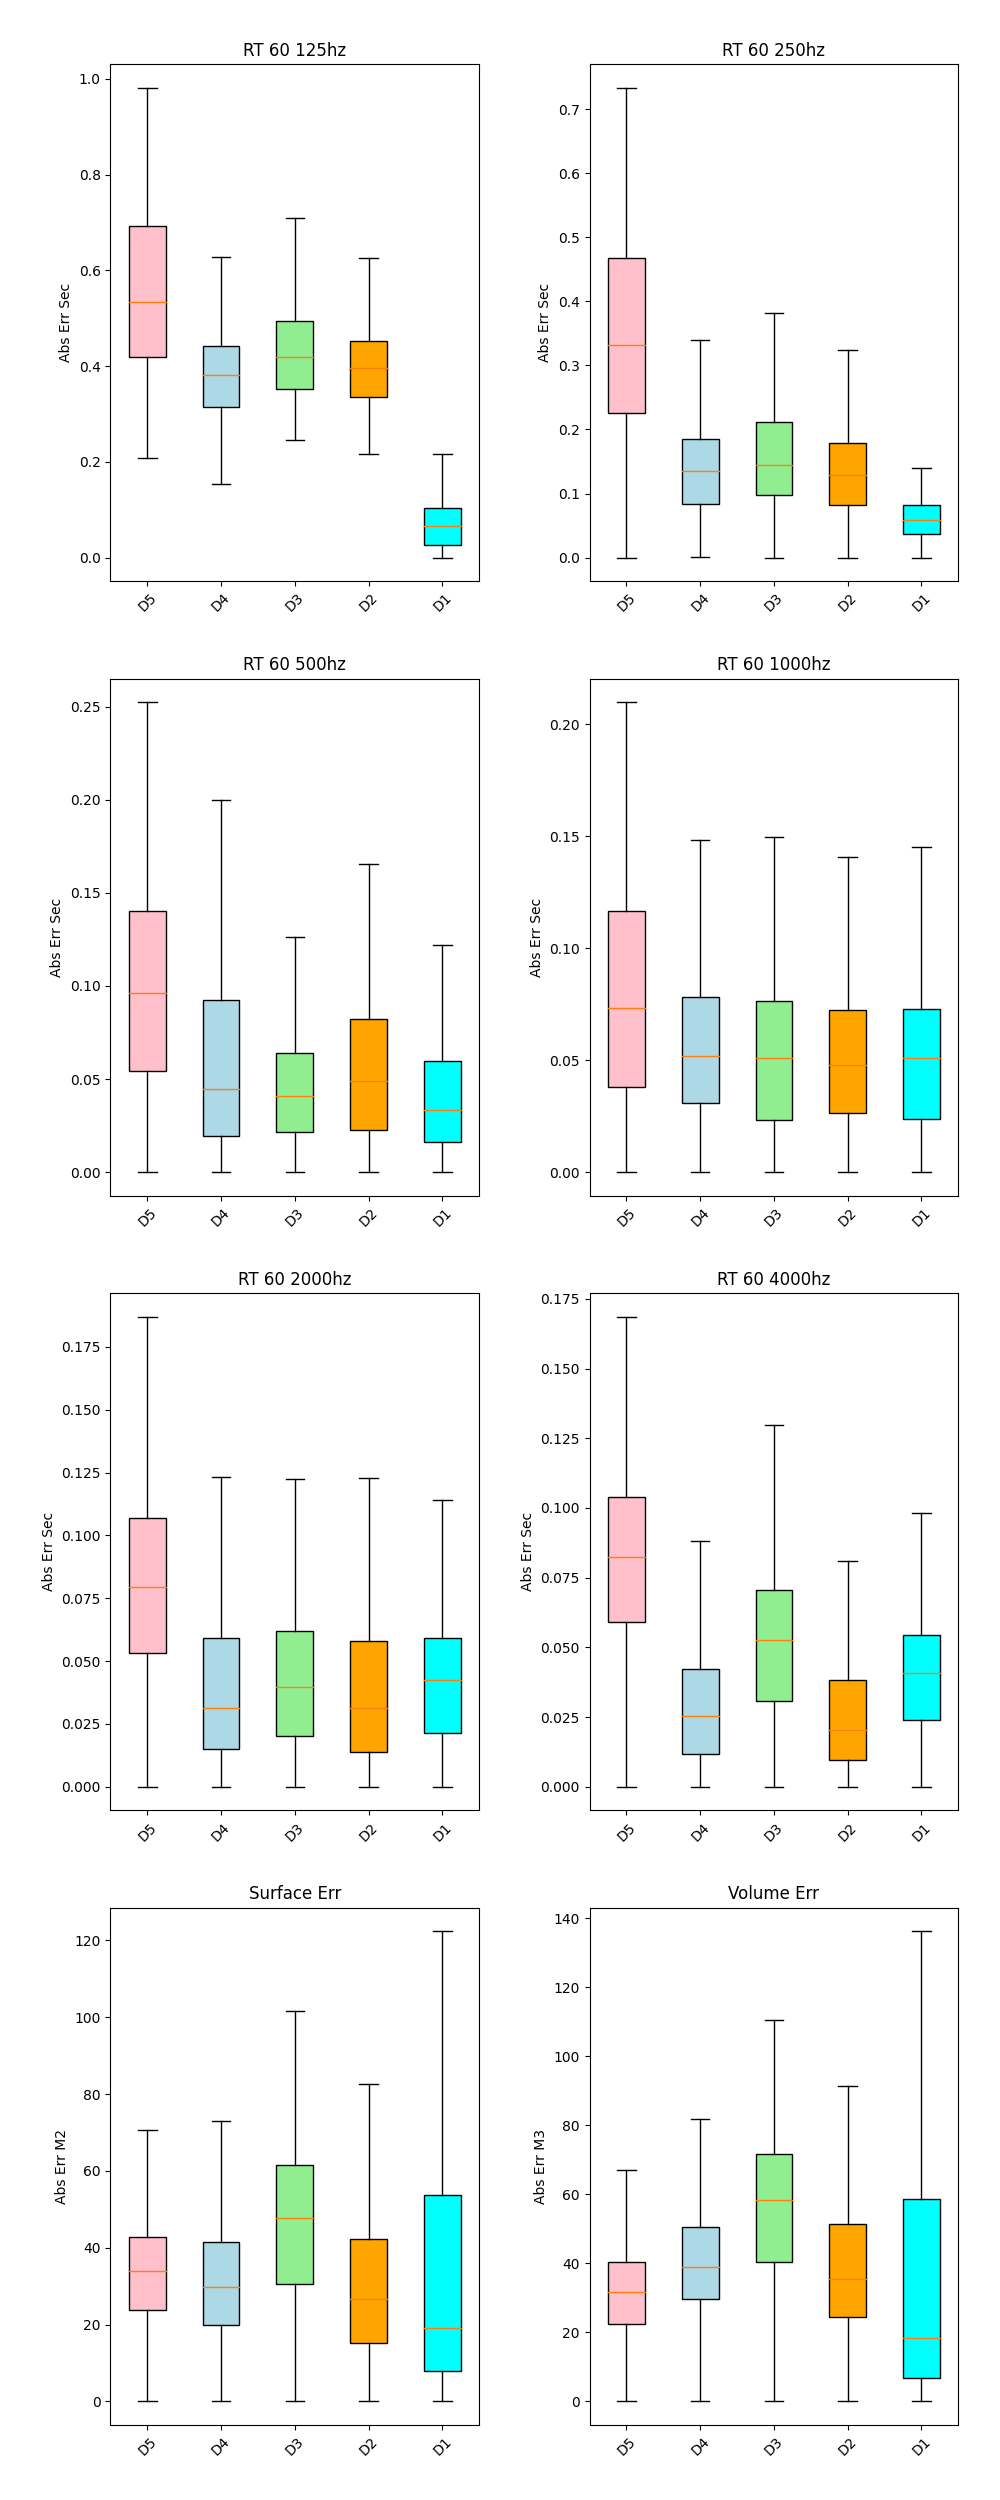 RT 60 125hz
Abs Err Sec
1.0
0.8
0.6
0.4
0.2
0.0
D5 D4 D3 D2 D1
RT 60 250hz
Abs Err Sec
0.7
0.6
0.5
0.4
0.3
0.2
0.1
0.0
D5 D4 D3 D2 D1
RT 60 500hz
Abs Err Sec
0.25
0.20
0.15
0.10
0.05
0.00
D5 D4 D3 D2 D1
RT 60 1000hz
Abs Err Sec
0.20
0.15
0.10
0.05
0.00
D5 D4 D3 D2 D1
RT 60 2000hz
Abs Err Sec
0.175
0.150
0.125
0.100
0.075
0.050
0.025
0.000
D5 D4 D3 D2 D1
RT 60 4000hz
Abs Err Sec
0.175
0.150
0.125
0.100
0.075
0.050
0.025
0.000
D5 D4 D3 D2 D1
Surface Err
Abs Err M2
120
100
80
60
40
20
0
D5 D4 D3 D2 D1
Volume Err
Abs Err M3
140
120
100
80
60
40
20
0
D5 D4 D3 D2 D1